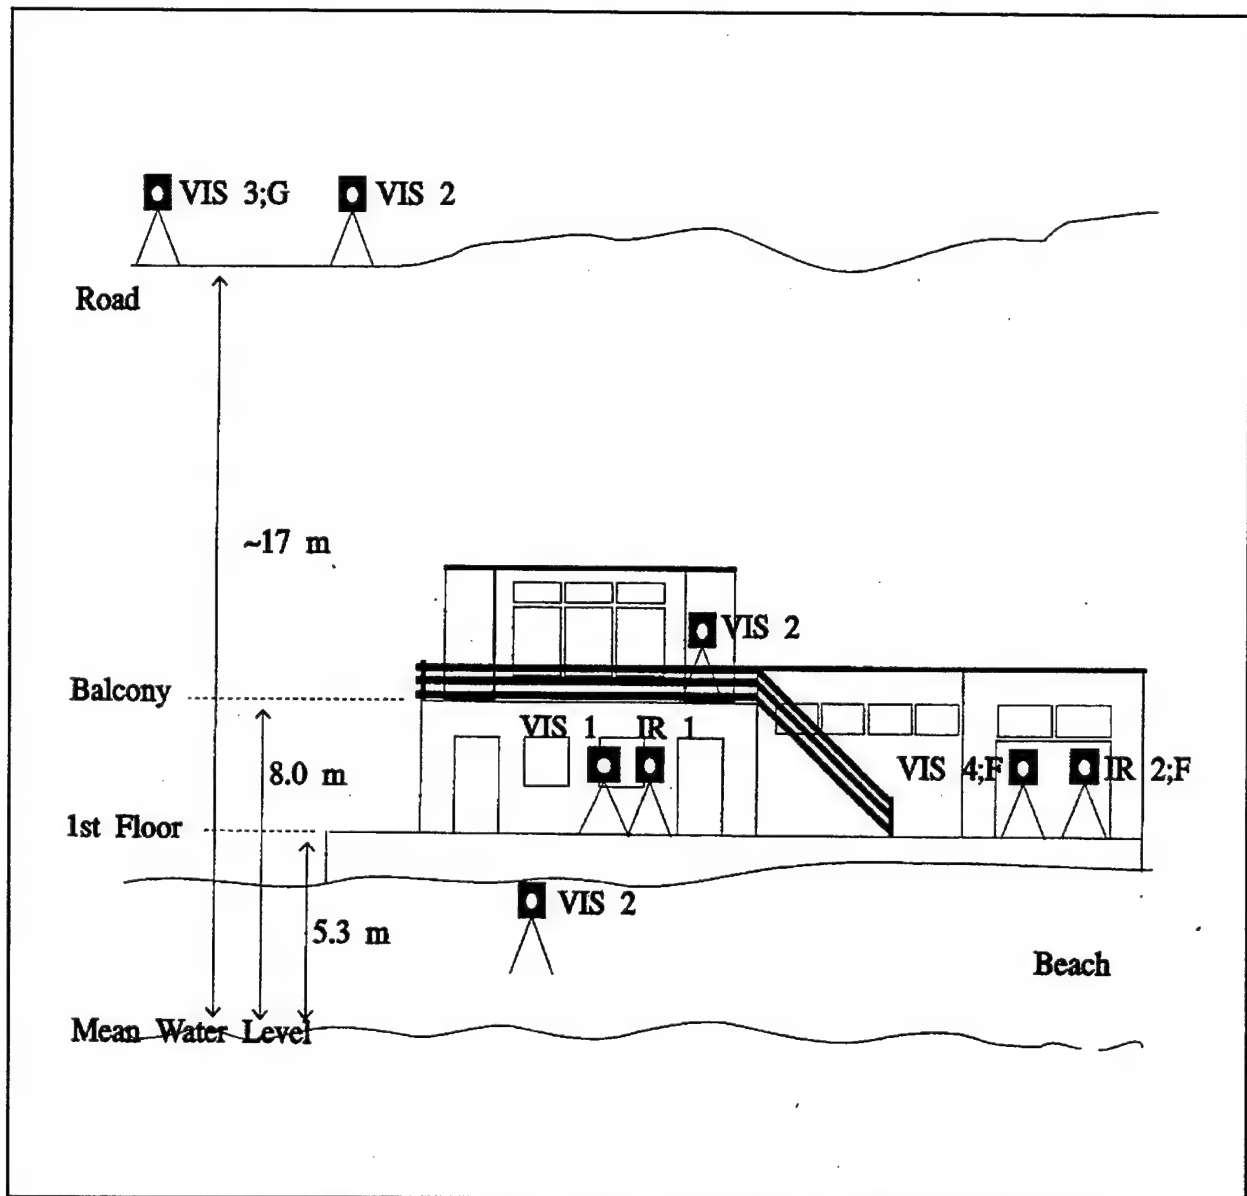 VIS 3;G
VIS 2
Road
~17 m
VIS 2
Balcony
VIS 1
IR 1
8.0 m
VIS 4;F
IR 2;F
1st Floor
VIS 2
5.3 m
Beach
Mean Water Level